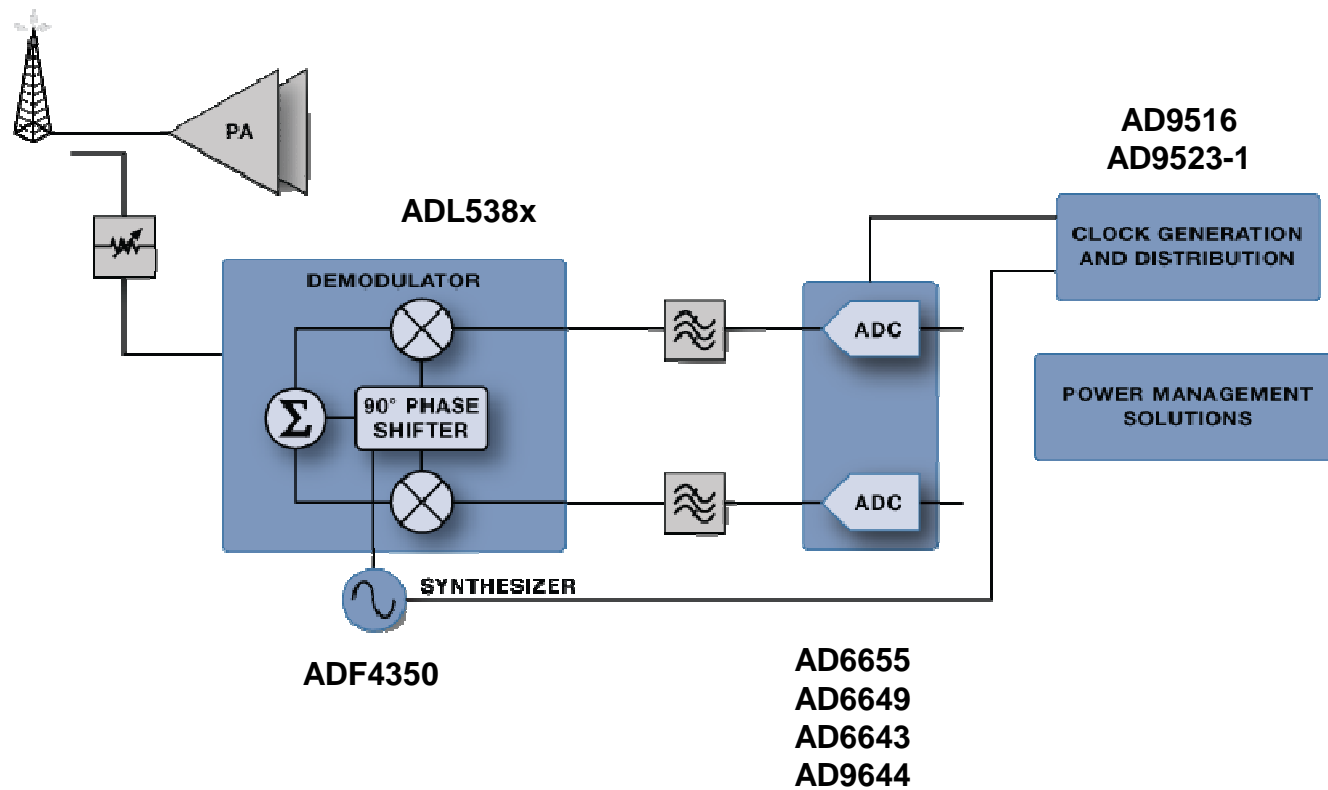 PA
AD9516
AD9523-1
ADL538x
CLOCK GENERATION
AND DISTRIBUTION
DEMODULATOR
ADC
90° PHASE
SHIFTER
Σ
POWER MANAGEMENT
SOLUTIONS
ADC
SYNTHESIZER
ADF4350
AD6655
AD6649
AD6643
AD9644